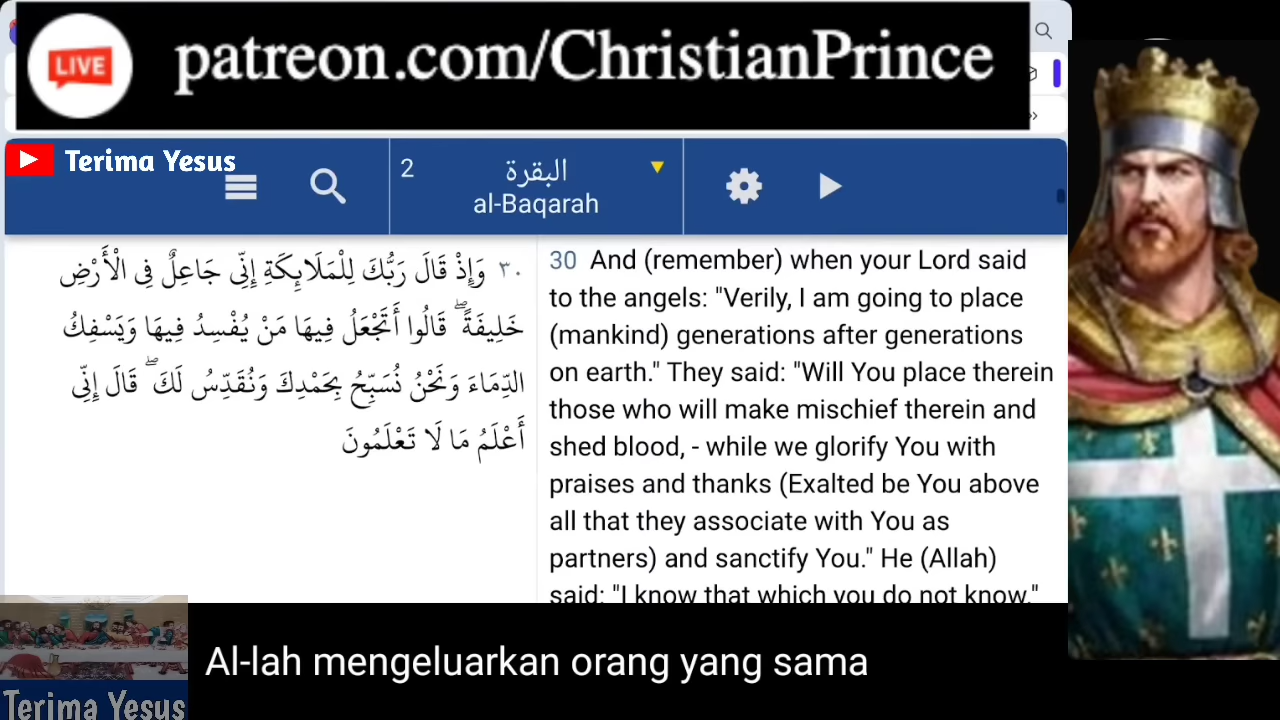 LIVE
patreon.com/ChristianPrince
Terima Yesus
2
البقرة
al-Baqarah
٣٠ وَإِذْ قَالَ رَبُّكَ لِلْمَلَائِكَةِ إِنِّي جَاعِلٌ فِي الْأَرْضِ
خَلِيفَةً ۖ قَالُوا أَتَجْعَلُ فِيهَا مَنْ يُفْسِدُ فِيهَا وَيَسْفِكُ
الدِّمَاءَ وَنَحْنُ نُسَبِّحُ بِحَمْدِكَ وَنُقَدِّسُ لَكَ ۖ قَالَ إِنِّي
أَعْلَمُ مَا لَا تَعْلَمُونَ
30 And (remember) when your Lord said
to the angels: "Verily, I am going to place
(mankind) generations after generations
on earth." They said: "Will You place therein
those who will make mischief therein and
shed blood, - while we glorify You with
praises and thanks (Exalted be You above
all that they associate with You as
partners) and sanctify You." He (Allah)
said: "I know that which you do not know."
Al-lah mengeluarkan orang yang sama
Terima Yesus